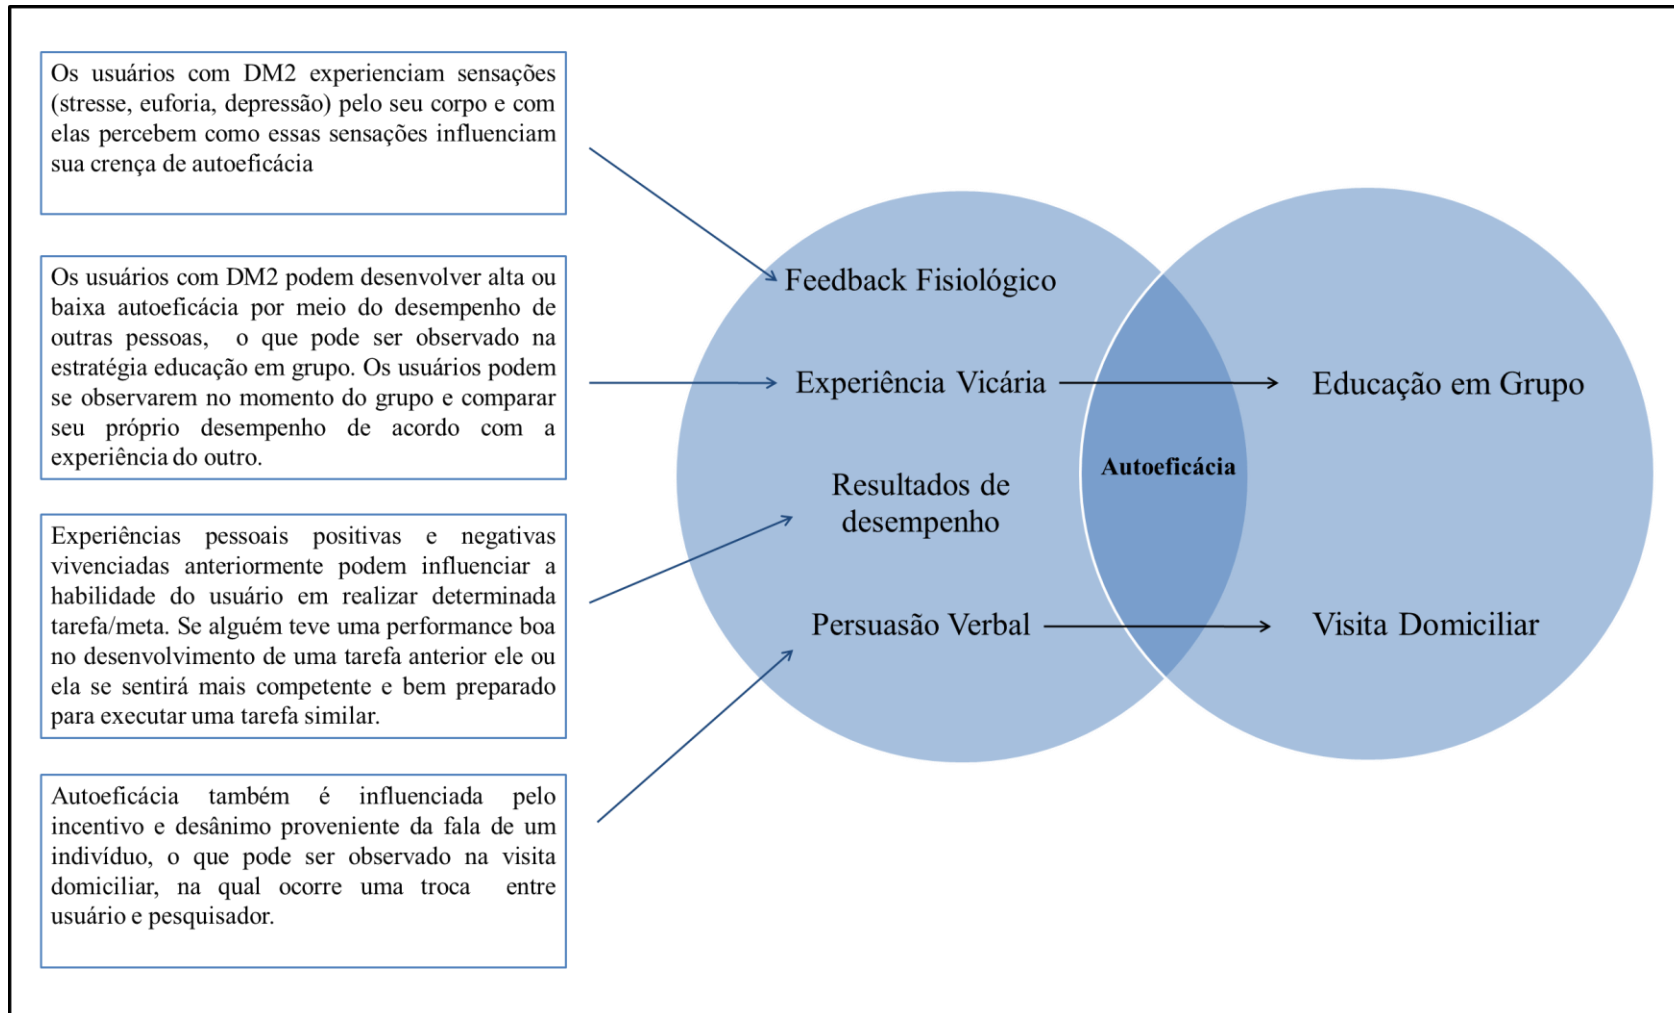 Os usuários com DM2 experienciam sensações
(stresse, euforia, depressão) pelo seu corpo e com
elas percebem como essas sensações influenciam
sua crença de autoeficácia
Os usuários com DM2 podem desenvolver alta ou
baixa autoeficácia por meio do desempenho de
outras pessoas, o que pode ser observado na
estratégia educação em grupo. Os usuários podem
se observarem no momento do grupo e comparar
seu próprio desempenho de acordo com a
experiência do outro.
Experiências pessoais positivas e negativas
vivenciadas anteriormente podem influenciar a
habilidade do usuário em realizar determinada
tarefa/meta. Se alguém teve uma performance boa
no desenvolvimento de uma tarefa anterior ele ou
ela se sentirá mais competente e bem preparado
para executar uma tarefa similar.
Autoeficácia também é influenciada pelo
incentivo e desânimo proveniente da fala de um
indivíduo, o que pode ser observado na visita
domiciliar, na qual ocorre uma troca entre
usuário e pesquisador.
Feedback Fisiológico
Experiência Vicária
Resultados de
desempenho
Persuasão Verbal
Autoeficácia
Educação em Grupo
Visita Domiciliar